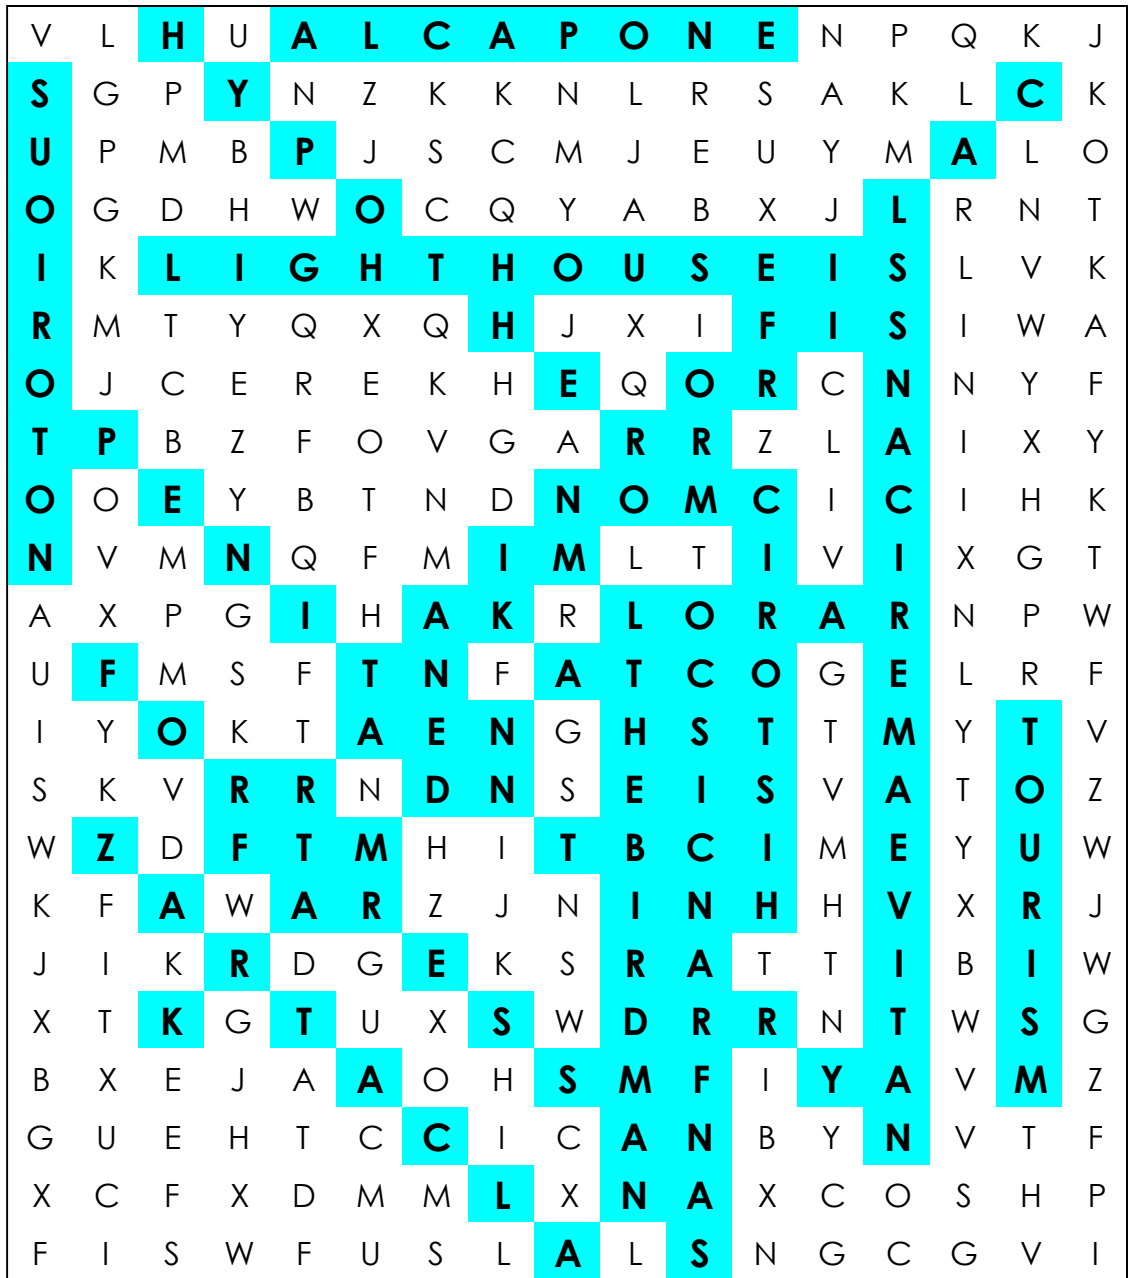 V L H U A L C A P O N E N P Q K J
S G P Y N Z K K N L R S A K L C K
U P M B P J S C M J E U Y M A L O
O G D H W O C Q Y A B X J L R N T
I K L I G H T H O U S E I S L V K
R M T Y Q X Q H J X I F I S I W A
O J C E R E K H E Q O R C N N Y F
T P B Z F O V G A R R Z L A I X Y
O O E Y B T N D N O M C I C I H K
N V M N Q F M I M L T I V I X G T
A X P G I H A K R L O R A R N P W
U F M S F T N F A T C O G E L R F
I Y O K T A E N G H S T T M Y T V
S K V R R N D N S E I S V A T O Z
W Z D F T M H I T B C I M E Y U W
K F A W A R Z J N I N H H V X R J
J I K R D G E K S R A T T I B I W
X T K G T U X S W D R R N T W S G
B X E J A A O H S M F I Y A V M Z
G U E H T C C I C A N B Y N V T F
X C F X D M M L X N A X C O S H P
F I S W F U S L A L S N G C G V I